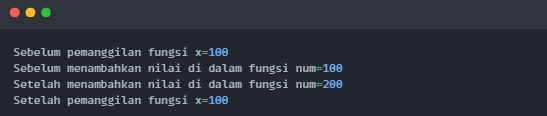 Sebelum pemanggilan fungsi x=100
Sebelum menambahkan nilai di dalam fungsi num=100
Setelah menambahkan nilai di dalam fungsi num=200
Setelah pemanggilan fungsi x=100